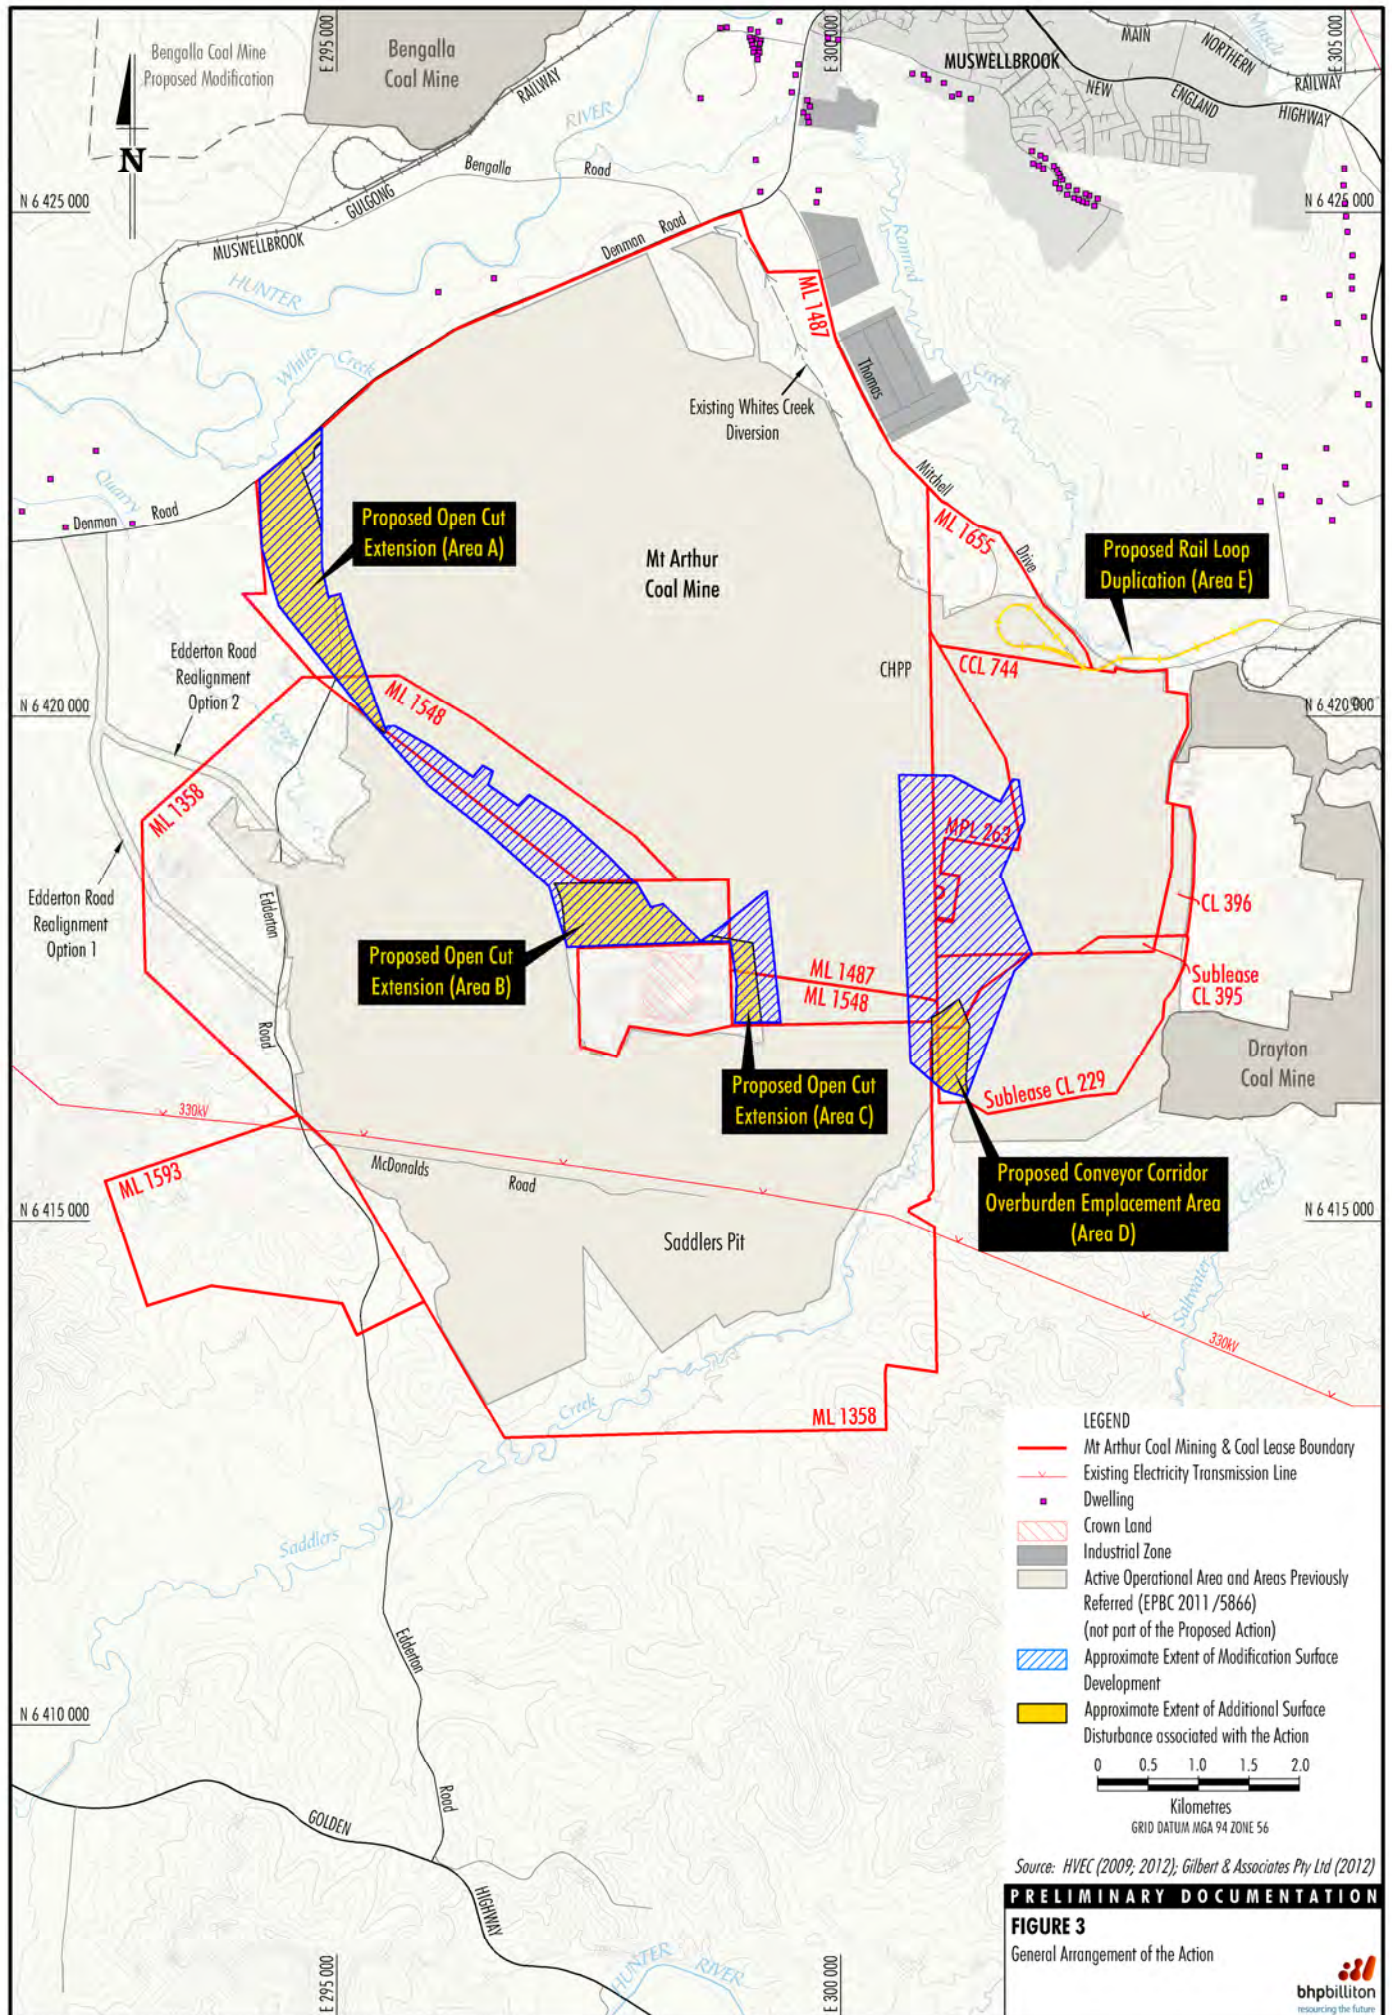 E 295 000
E 300 000
E 305 000
Bengalla Coal Mine
Proposed Modification
Bengalla
Coal Mine
RAILWAY
RIVER
MUSWELLBROOK
MAIN
NORTHERN
RAILWAY
NEW
ENGLAND
HIGHWAY
Muscle
N
Bengalla
Road
GULGONG
MUSWELLBROOK
N 6 425 000
N 6 425 000
Denman Road
Ramrod
Creek
HUNTER
Whites Creek
ML 1487
Thomas
Existing Whites Creek
Diversion
Mitchell
Drive
Quarry
Denman Road
Proposed Open Cut
Extension (Area A)
Mt Arthur
Coal Mine
ML 1655
Proposed Rail Loop
Duplication (Area E)
Edderton Road
Realignment
Option 2
CHPP
CCL 744
ML 1548
N 6 420 000
N 6 420 000
Creek
ML 1358
MPL 263
Edderton Road
Realignment
Option 1
Edderton
Road
CL 396
Proposed Open Cut
Extension (Area B)
ML 1487
ML 1548
Sublease
CL 395
Drayton
Coal Mine
Proposed Open Cut
Extension (Area C)
Sublease CL 229
330kV
McDonalds
Road
ML 1593
Proposed Conveyor Corridor
Overburden Emplacement Area
(Area D)
Creek
Saltwater
N 6 415 000
N 6 415 000
Saddlers Pit
330kV
Creek
ML 1358
Saddlers
Edderton
Road
N 6 410 000
GOLDEN
HIGHWAY
HUNTER
RIVER
E 295 000
E 300 000
LEGEND
Mt Arthur Coal Mining & Coal Lease Boundary
Existing Electricity Transmission Line
Dwelling
Crown Land
Industrial Zone
Active Operational Area and Areas Previously
Referred (EPBC 2011/5866)
(not part of the Proposed Action)
Approximate Extent of Modification Surface
Development
Approximate Extent of Additional Surface
Disturbance associated with the Action
0 0.5 1.0 1.5 2.0
Kilometres
GRID DATUM MGA 94 ZONE 56
Source: HVEC (2009; 2012); Gilbert & Associates Pty Ltd (2012)
PRELIMINARY DOCUMENTATION
FIGURE 3
General Arrangement of the Action
bhpbilliton
resourcing the future